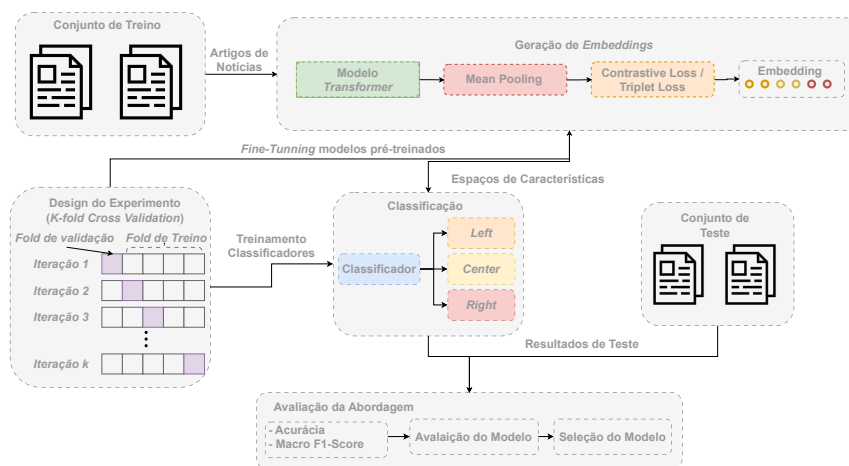 Conjunto de Treino
Artigos de
Notícias
Geração de Embeddings
Modelo
Transformer
Mean Pooling
Contrastive Loss /
Triplet Loss
Embedding
Fine-Tunning modelos pré-treinados
Espaços de Características
Design do Experimento
(K-fold Cross Validation)
Fold de validação
Fold de Treino
Iteração 1
Iteração 2
Iteração 3
Iteração k
Treinamento
Classificadores
Classificação
Classificador
Left
Center
Right
Conjunto de
Teste
Resultados de Teste
Avaliação da Abordagem
- Acurácia
- Macro F1-Score
Avalaição do Modelo
Seleção do Modelo